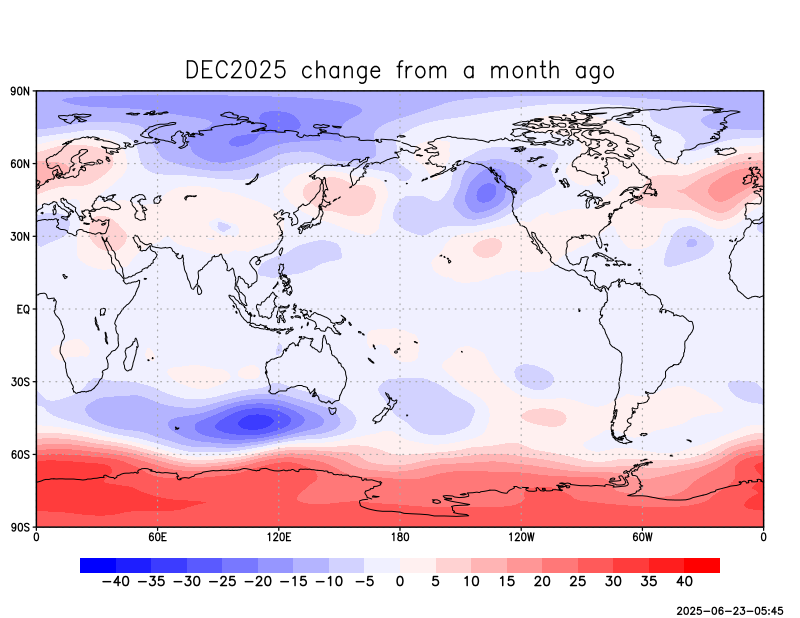 DEC2025 change from a month ago
90N
60N
30N
EQ
30S
60S
90S
0 60E 120E 180 120W 60W 0
−40 −35 −30 −25 −20 −15 −10 −5 0 5 10 15 20 25 30 35 40
2025-06-23-05:45